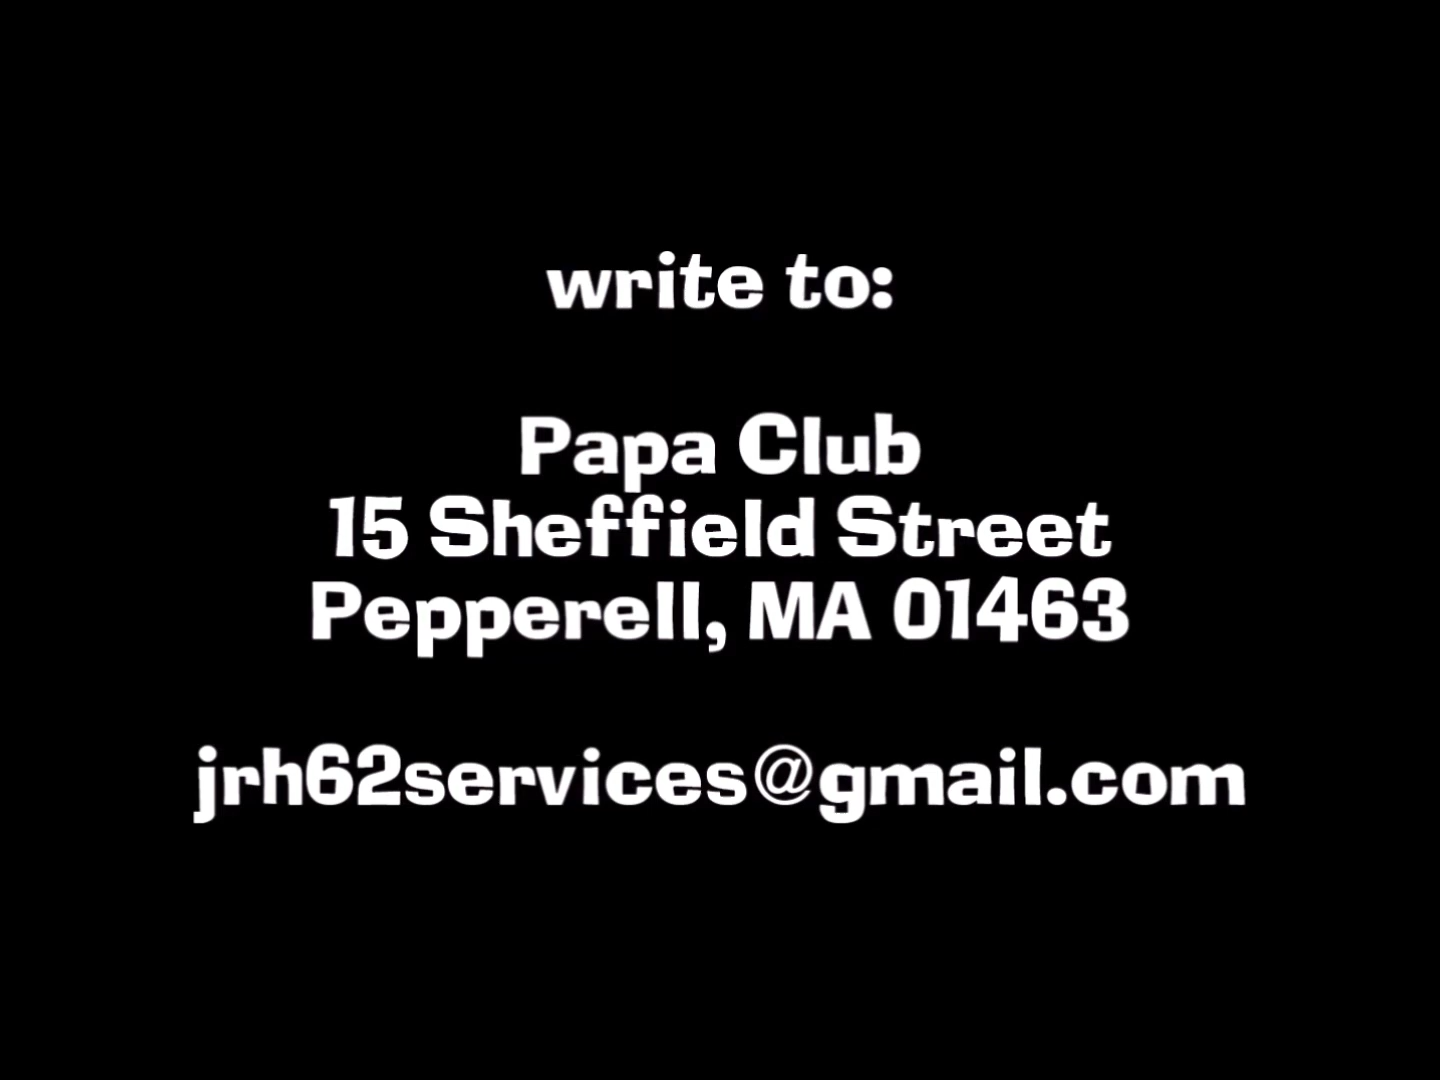 write to:
Papa Club
15 Sheffield Street
Pepperell, MA 01463
jrh62services@gmail.com